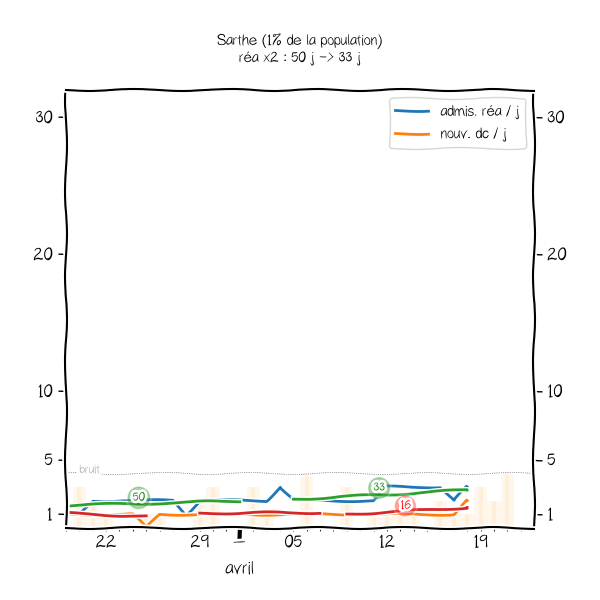 Sarthe (1% de la population)
réa x2 : 50 j -> 33 j
admis. réa / j
nouv. dc / j
30 30
20 20
10 10
5 5
bruit
50 33 16
1 1
22 29 1 05 12 19
avril